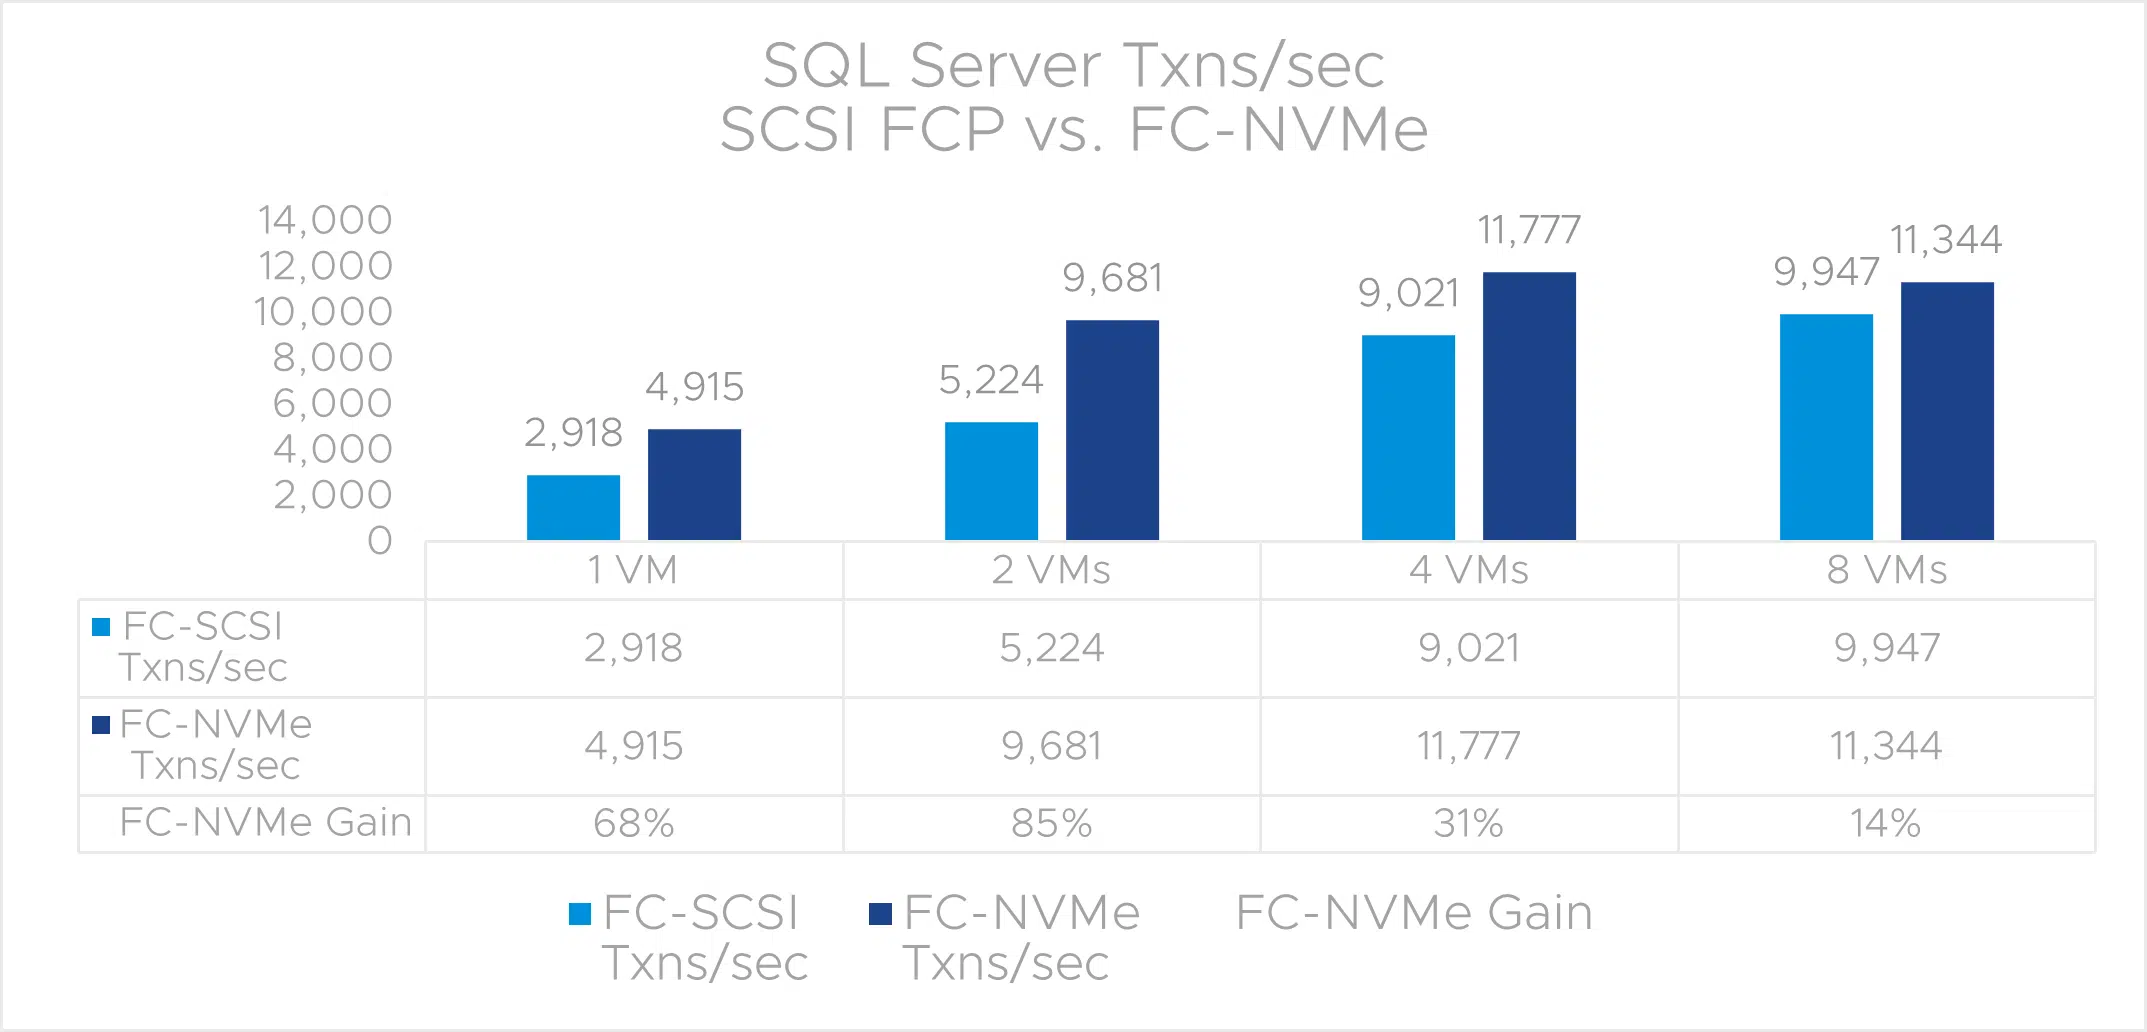 SQL Server Txns/sec
SCSI FCP vs. FC-NVMe
14,000
12,000
10,000
8,000
6,000
4,000
2,000
0
2,918
4,915
5,224
9,681
9,021
11,777
9,947
11,344
1 VM
2 VMs
4 VMs
8 VMs
FC-SCSI
Txns/sec
2,918
5,224
9,021
9,947
FC-NVMe
Txns/sec
4,915
9,681
11,777
11,344
FC-NVMe Gain
68%
85%
31%
14%
FC-SCSI
Txns/sec
FC-NVMe
Txns/sec
FC-NVMe Gain